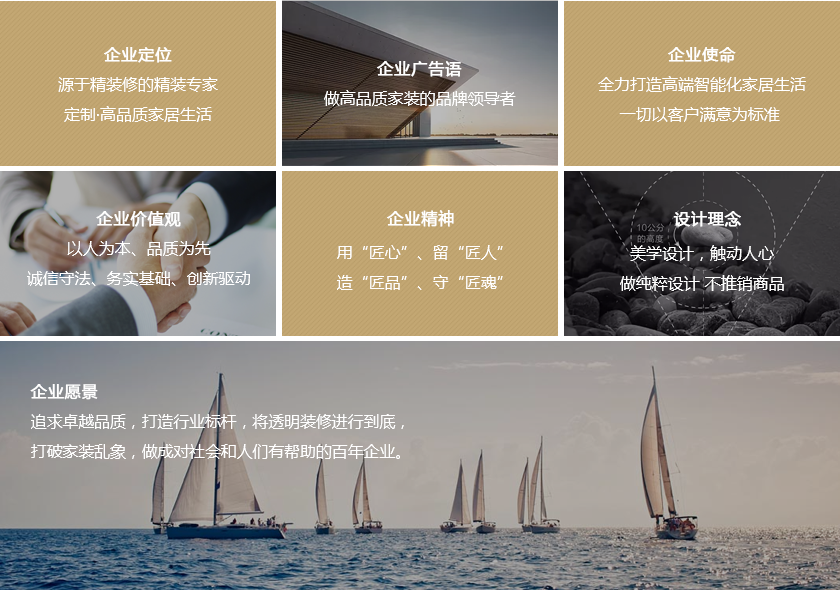 企业定位
源于精装修的精装专家
定制·高品质家居生活
企业广告语
做高品质家装的品牌领导者
企业使命
全力打造高端智能化家居生活
一切以客户满意为标准
企业价值观
以人为本、品质为先
诚信守法、务实基础、创新驱动
企业精神
用“匠心”、留“匠人”
造“匠品”、守“匠魂”
设计理念
10公分
的高度
美学设计，触动人心
做纯粹设计 不推销商品
企业愿景
追求卓越品质，打造行业标杆，将透明装修进行到底，
打破家装乱象，做成对社会和人们有帮助的百年企业。